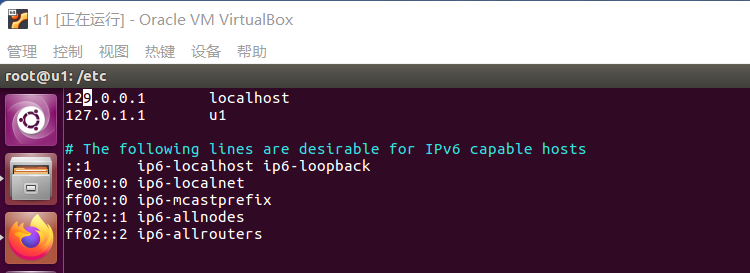 u1 [正在运行] - Oracle VM VirtualBox
管理 控制 视图 热键 设备 帮助
root@u1: /etc
129.0.0.1 localhost
127.0.1.1 u1
# The following lines are desirable for IPv6 capable hosts
::1 ip6-localhost ip6-loopback
fe00::0 ip6-localnet
ff00::0 ip6-mcastprefix
ff02::1 ip6-allnodes
ff02::2 ip6-allrouters